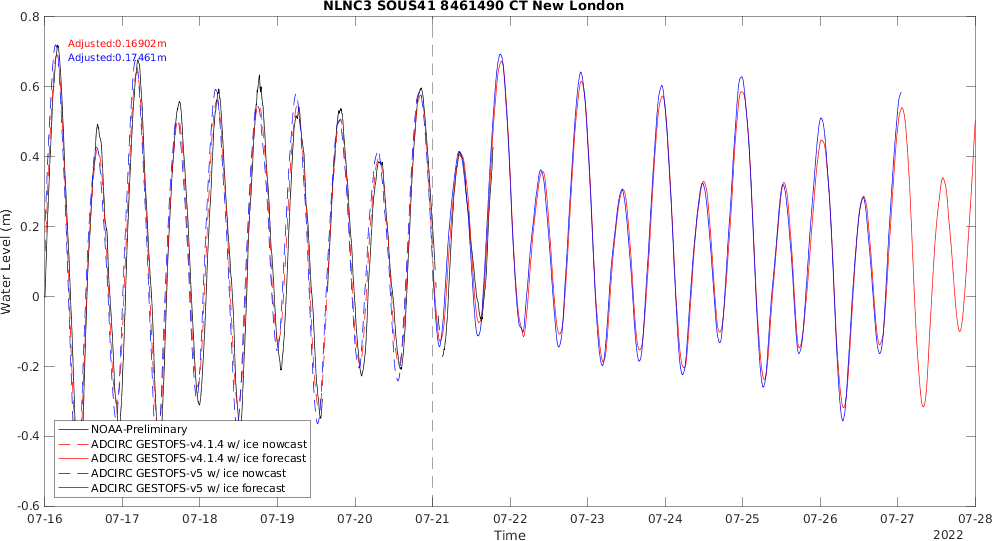 NLNC3 SOUS41 8461490 CT New London
Adjusted:0.16902m
Adjusted:0.17461m
0.8
0.6
0.4
0.2
0
-0.2
-0.4
-0.6
Water Level (m)
NOAA-Preliminary
ADCIRC GESTOFS-v4.1.4 w/ ice nowcast
ADCIRC GESTOFS-v4.1.4 w/ ice forecast
ADCIRC GESTOFS-v5 w/ ice nowcast
ADCIRC GESTOFS-v5 w/ ice forecast
07-16 07-17 07-18 07-19 07-20 07-21 07-22 07-23 07-24 07-25 07-26 07-27 07-28
Time
2022